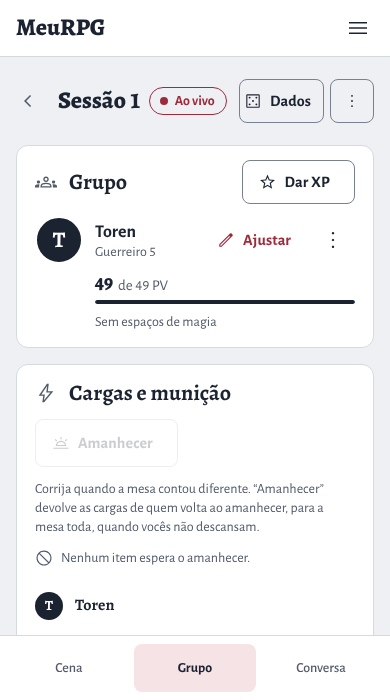 MeuRPG
Sessão 1
Ao vivo
Dados
Grupo
Dar XP
T
Toren
Guerreiro 5
Ajustar
49 de 49 PV
Sem espaços de magia
Cargas e munição
Amanhecer
Corrija quando a mesa contou diferente. “Amanhecer”
devolve as cargas de quem volta ao amanhecer, para a
mesa toda, quando vocês não descansam.
Nenhum item espera o amanhecer.
T
Toren
Cena
Grupo
Conversa